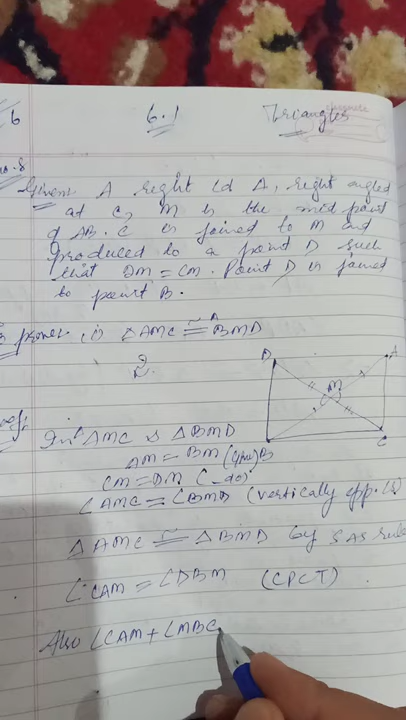 6 6.1 Triangles
Given A right ∠d Δ, right angled
at C, M is the mid point
of AB. C is joined to M and
produced to a point D such
that DM = CM. Point D is joined
to point B.
prove (i) ΔAMC ≅ ΔBMD
D A
M
B C
In Δ AMC & ΔBMD
AM = BM (given)
CM = DM (—do)
∠AMC = ∠BMD (vertically opp. ∠s)
ΔAMC ≅ ΔBMD by SAS rule
∠CAM = ∠DBM (CPCT)
Also ∠CAM + ∠MBC